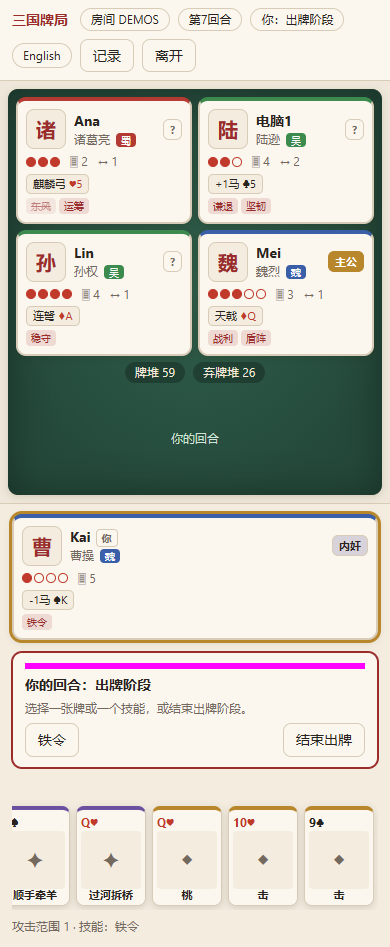 三国牌局 房间 DEMOS 第7回合 你：出牌阶段
English 记录 离开
诸 Ana ?
诸葛亮 蜀
2 ↔ 1
麒麟弓 ♥5
东风 运筹
陆 电脑1 ?
陆逊 吴
4 ↔ 2
+1马 ♣5
谦退 坚韧
孙 Lin ?
孙权 吴
4 ↔ 1
连弩 ♦A
稳守
魏 Mei 主公
魏烈 魏
3 ↔ 1
天戟 ♦Q
战利 盾阵
牌堆 59 弃牌堆 26
你的回合
曹 Kai 你 内奸
曹操 魏
5
-1马 ♠K
铁令
你的回合：出牌阶段
选择一张牌或一个技能，或结束出牌阶段。
铁令 结束出牌
♠ Q♥ Q♥ 10♥ 9♣
顺手牵羊 过河拆桥 桃 击 击
攻击范围 1 · 技能：铁令